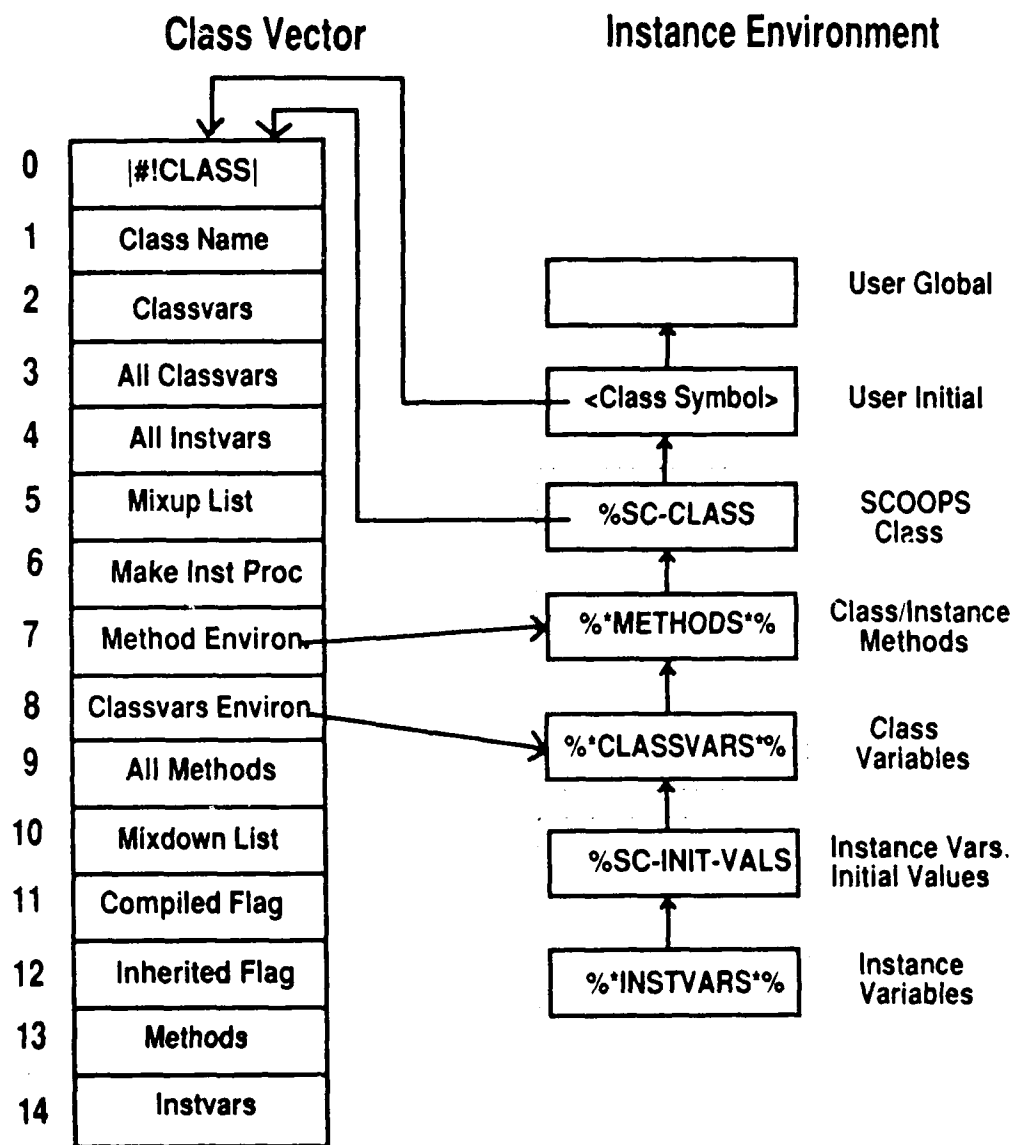 Class Vector
Instance Environment
0
|#!CLASS|
1
Class Name
2
Classvars
3
All Classvars
4
All Instvars
5
Mixup List
6
Make Inst Proc
7
Method Environ.
8
Classvars Environ
9
All Methods
10
Mixdown List
11
Compiled Flag
12
Inherited Flag
13
Methods
14
Instvars
User Global
<Class Symbol>
User Initial
%SC-CLASS
SCOOPS
Class
%*METHODS*%
Class/Instance
Methods
%*CLASSVARS*%
Class
Variables
%SC-INIT-VALS
Instance Vars.
Initial Values
%*INSTVARS*%
Instance
Variables